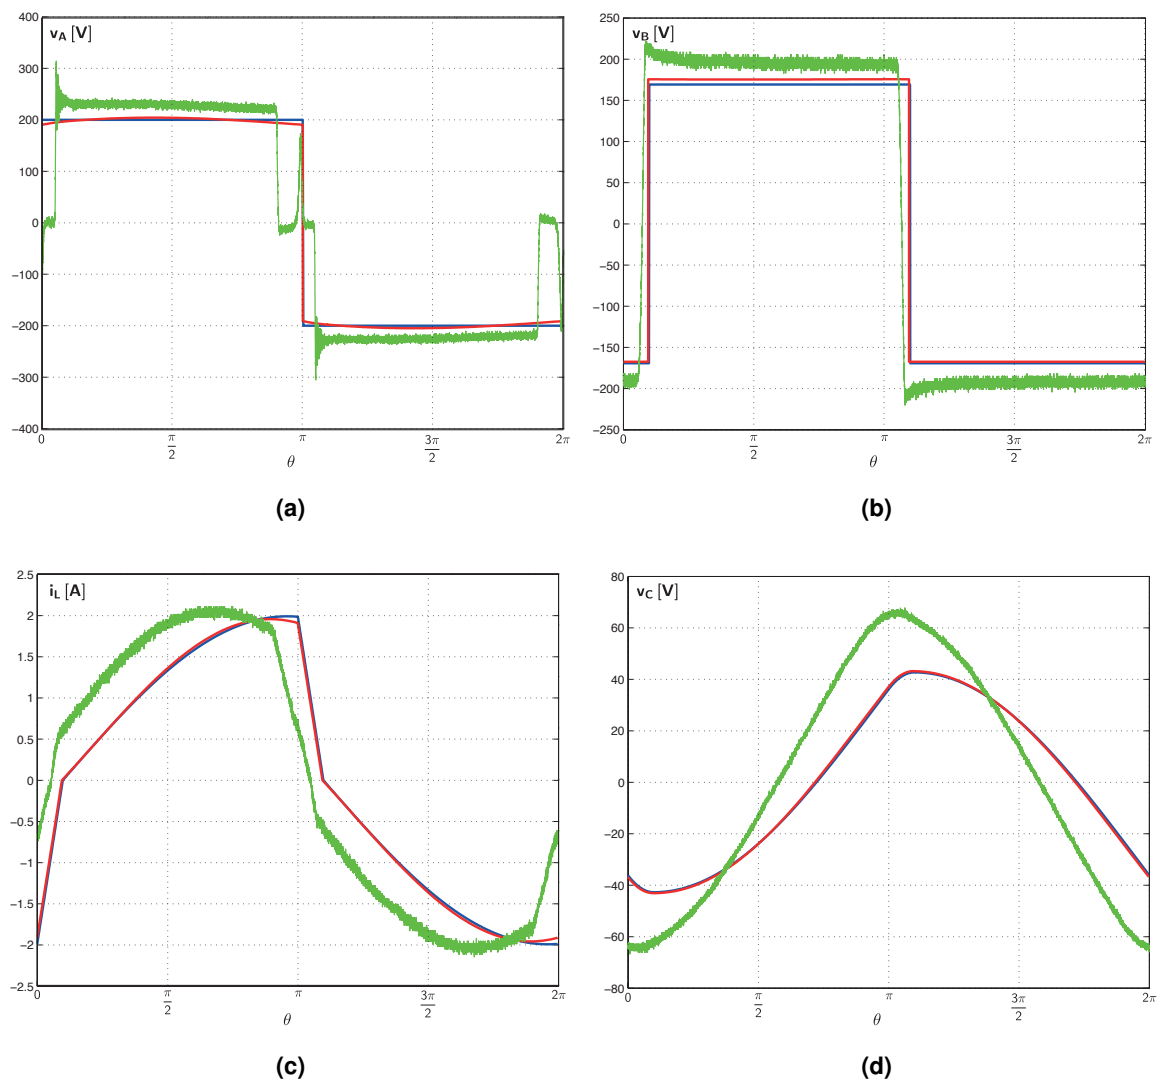 v_A [V]
400
300
200
100
0
−100
−200
−300
−400
0
π/2
π
3π/2
2π
θ
(a)
v_B [V]
250
200
150
100
50
0
−50
−100
−150
−200
−250
0
π/2
π
3π/2
2π
θ
(b)
i_L [A]
2.5
2
1.5
1
0.5
0
−0.5
−1
−1.5
−2
−2.5
0
π/2
π
3π/2
2π
θ
(c)
v_C [V]
80
60
40
20
0
−20
−40
−60
−80
0
π/2
π
3π/2
2π
θ
(d)